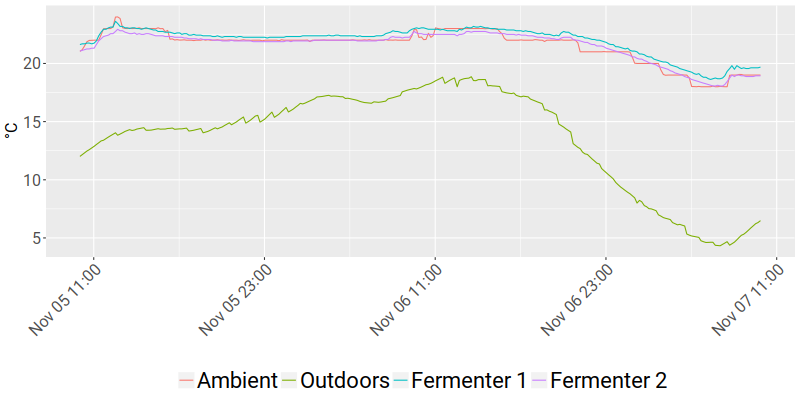 °C
20
15
10
5
Nov 05 11:00
Nov 05 23:00
Nov 06 11:00
Nov 06 23:00
Nov 07 11:00
Ambient Outdoors Fermenter 1 Fermenter 2